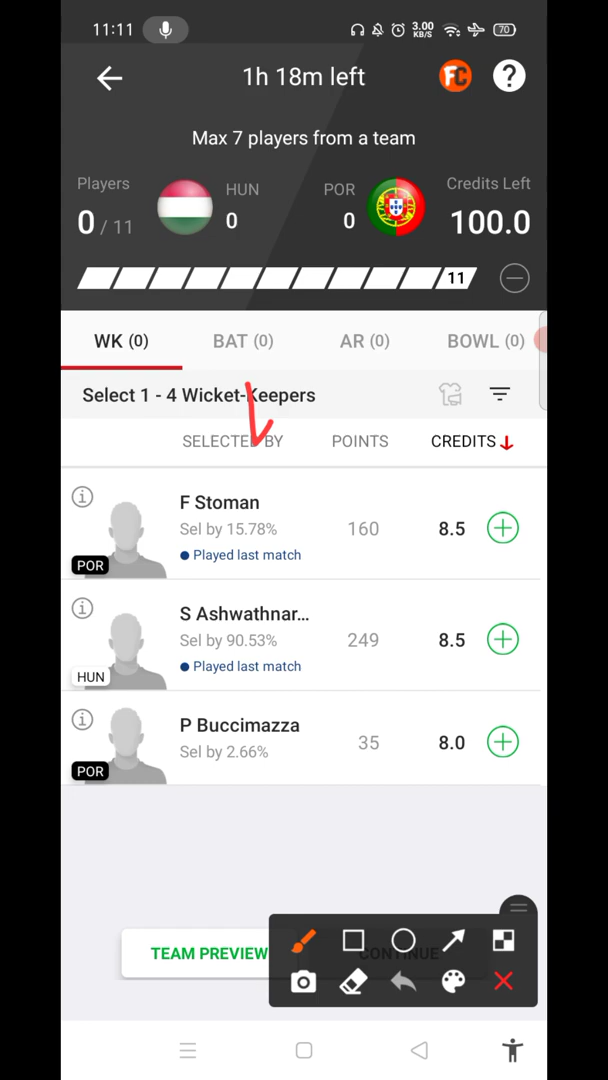 11:11 3.00 KB/S 70
1h 18m left FC ?
Max 7 players from a team
Players HUN POR Credits Left
0 / 11 0 0 100.0
11
WK (0) BAT (0) AR (0) BOWL (0)
Select 1 - 4 Wicket-Keepers
SELECTED BY POINTS CREDITS
F Stoman
Sel by 15.78% 160 8.5
Played last match
POR
S Ashwathnar...
Sel by 90.53% 249 8.5
Played last match
HUN
P Buccimazza
Sel by 2.66% 35 8.0
POR
TEAM PREVIEW CONTINUE